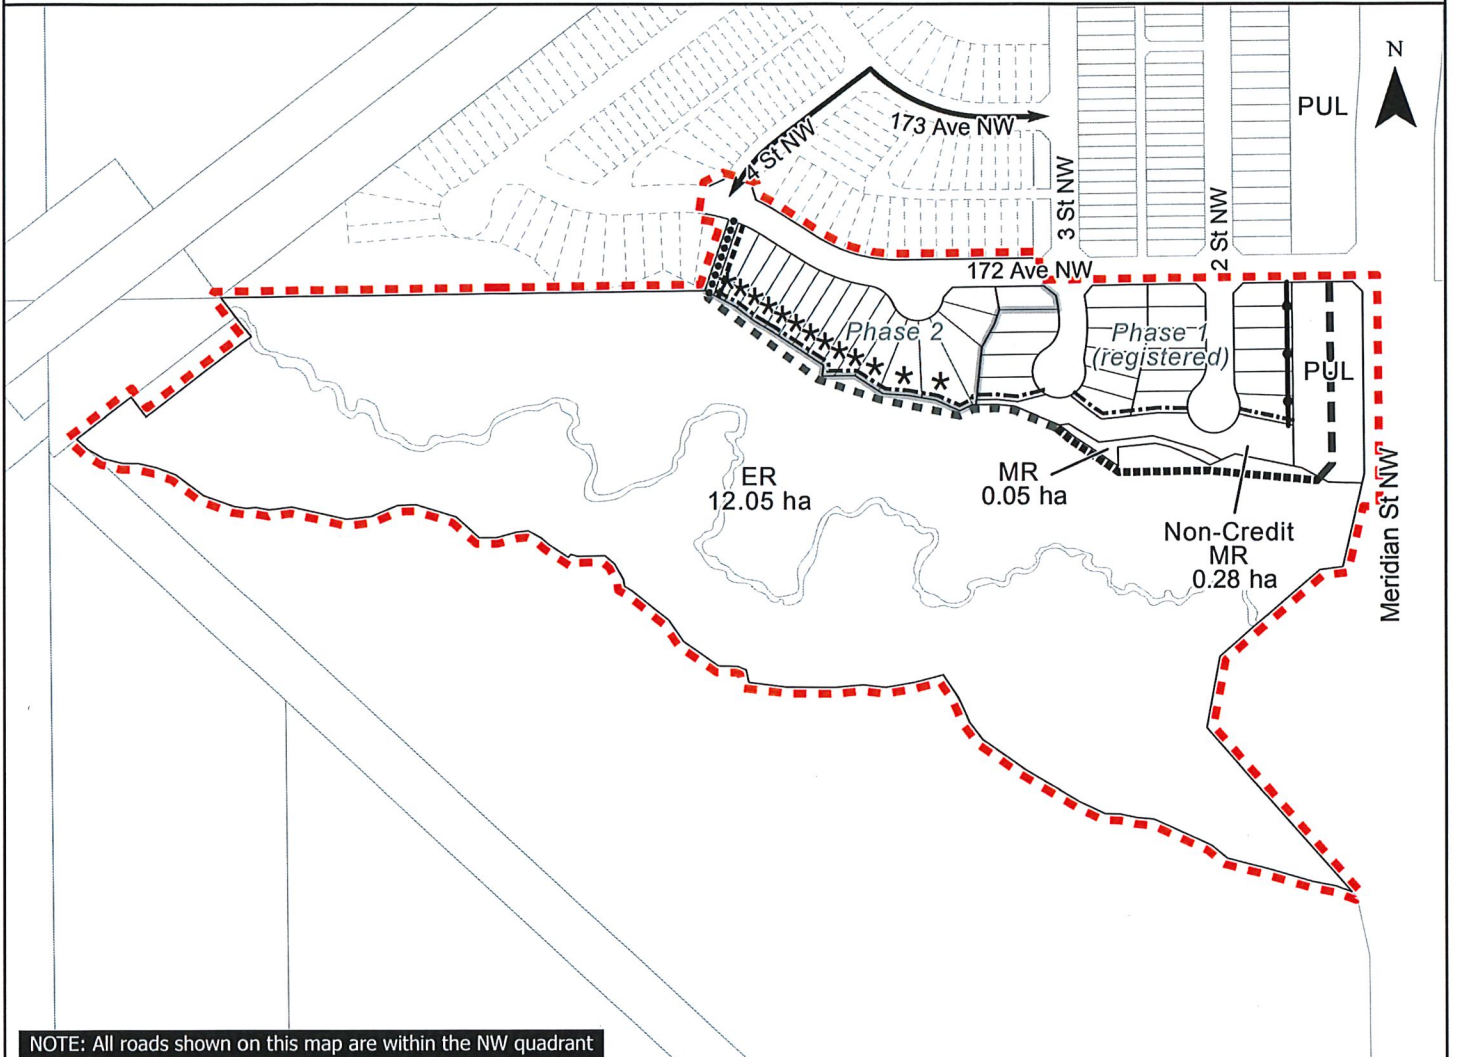 N
PUL
173 Ave NW
4 St NW
3 St NW
2 St NW
172 Ave NW
Phase 2
Phase 1
(registered)
PUL
ER
12.05 ha
MR
0.05 ha
Non-Credit
MR
0.28 ha
Meridian St NW
NOTE: All roads shown on this map are within the NW quadrant